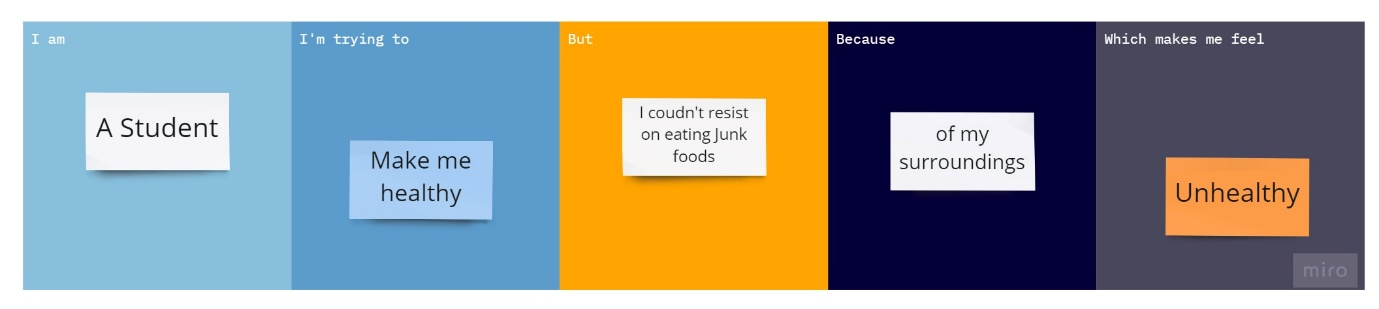 I am
A Student
I'm trying to
Make me
healthy
But
I coudn't resist
on eating Junk
foods
Because
of my
surroundings
Which makes me feel
Unhealthy
miro